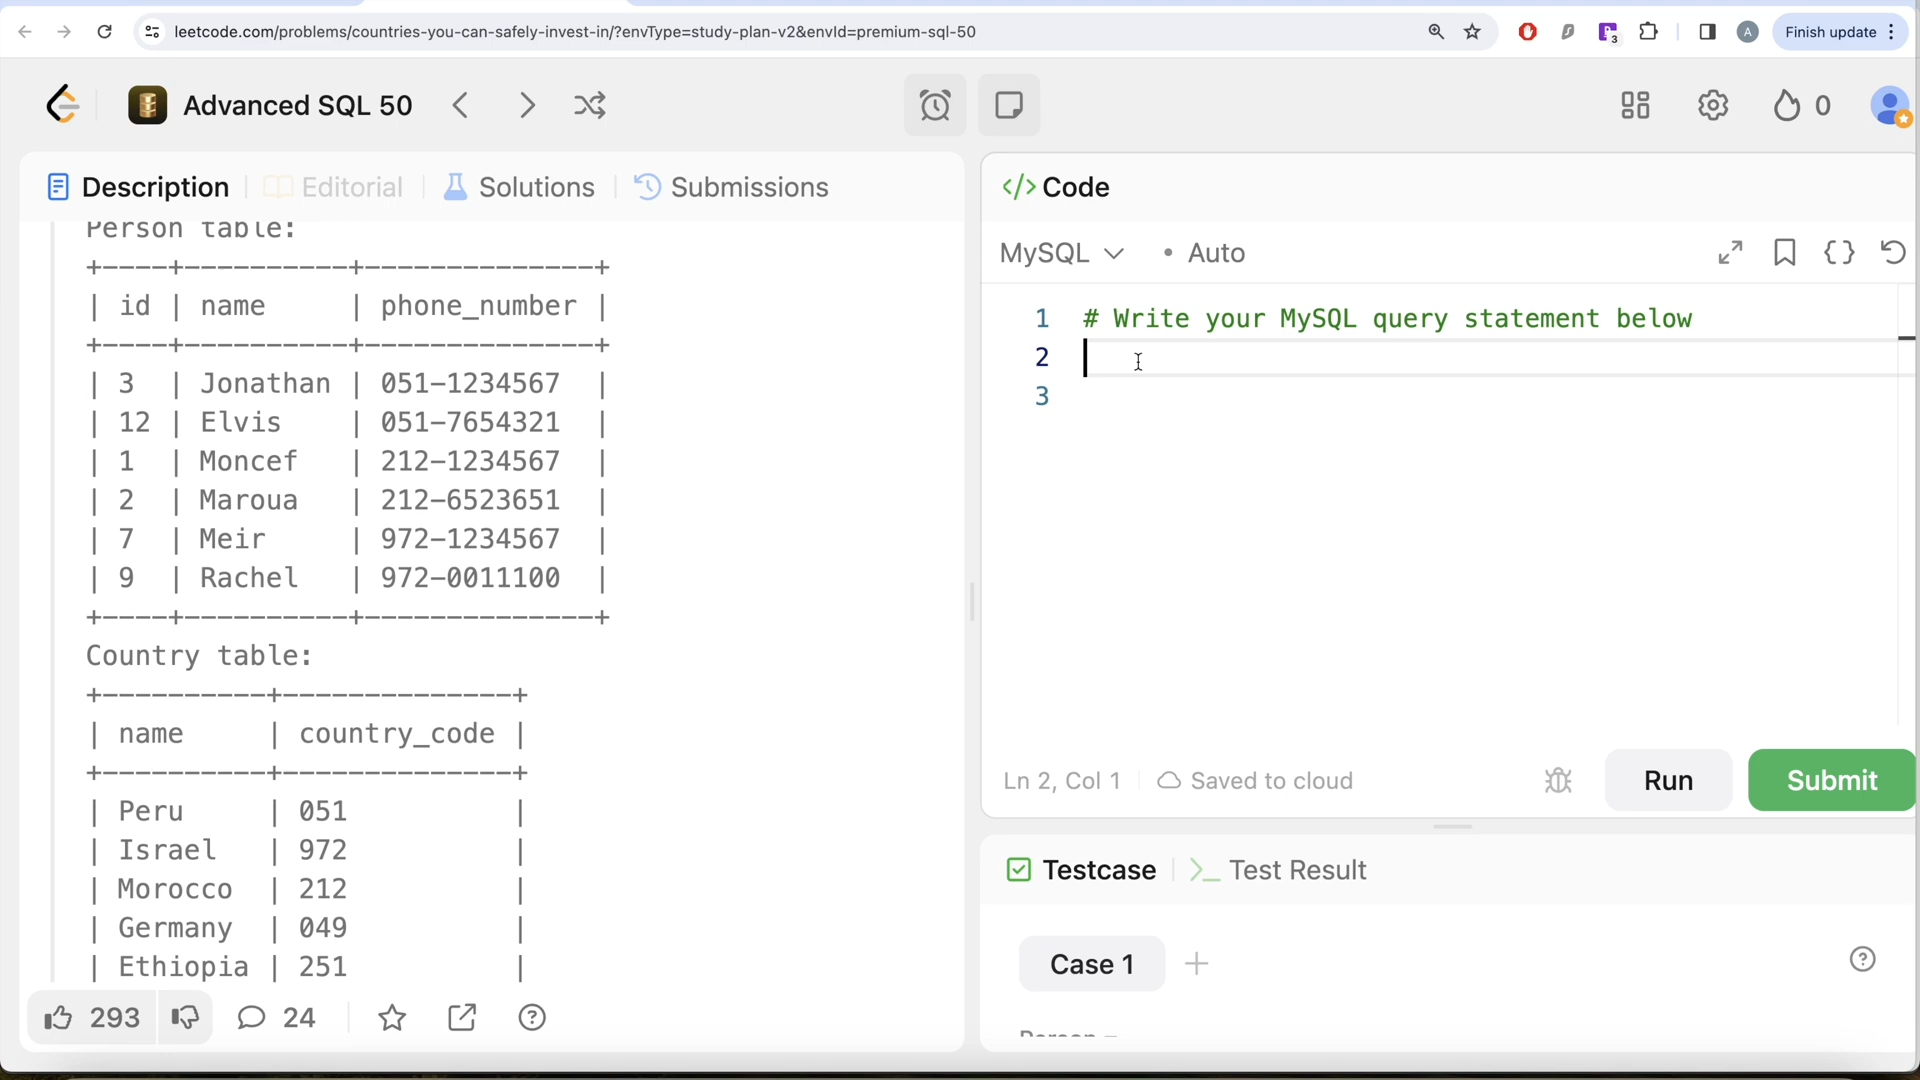 leetcode.com/problems/countries-you-can-safely-invest-in/?envType=study-plan-v2&envId=premium-sql-50
3
A
Finish update
Advanced SQL 50
0
Description
Editorial
Solutions
Submissions
Person table:
+----+----------+--------------+
| id | name     | phone_number |
+----+----------+--------------+
| 3  | Jonathan | 051-1234567  |
| 12 | Elvis    | 051-7654321  |
| 1  | Moncef   | 212-1234567  |
| 2  | Maroua   | 212-6523651  |
| 7  | Meir     | 972-1234567  |
| 9  | Rachel   | 972-0011100  |
+----+----------+--------------+
Country table:
+----------+--------------+
| name     | country_code |
+----------+--------------+
| Peru     | 051          |
| Israel   | 972          |
| Morocco  | 212          |
| Germany  | 049          |
| Ethiopia | 251          |
293
24
</> Code
MySQL
• Auto
1 # Write your MySQL query statement below
2
3
Ln 2, Col 1
Saved to cloud
Run
Submit
Testcase
>_ Test Result
Case 1
+